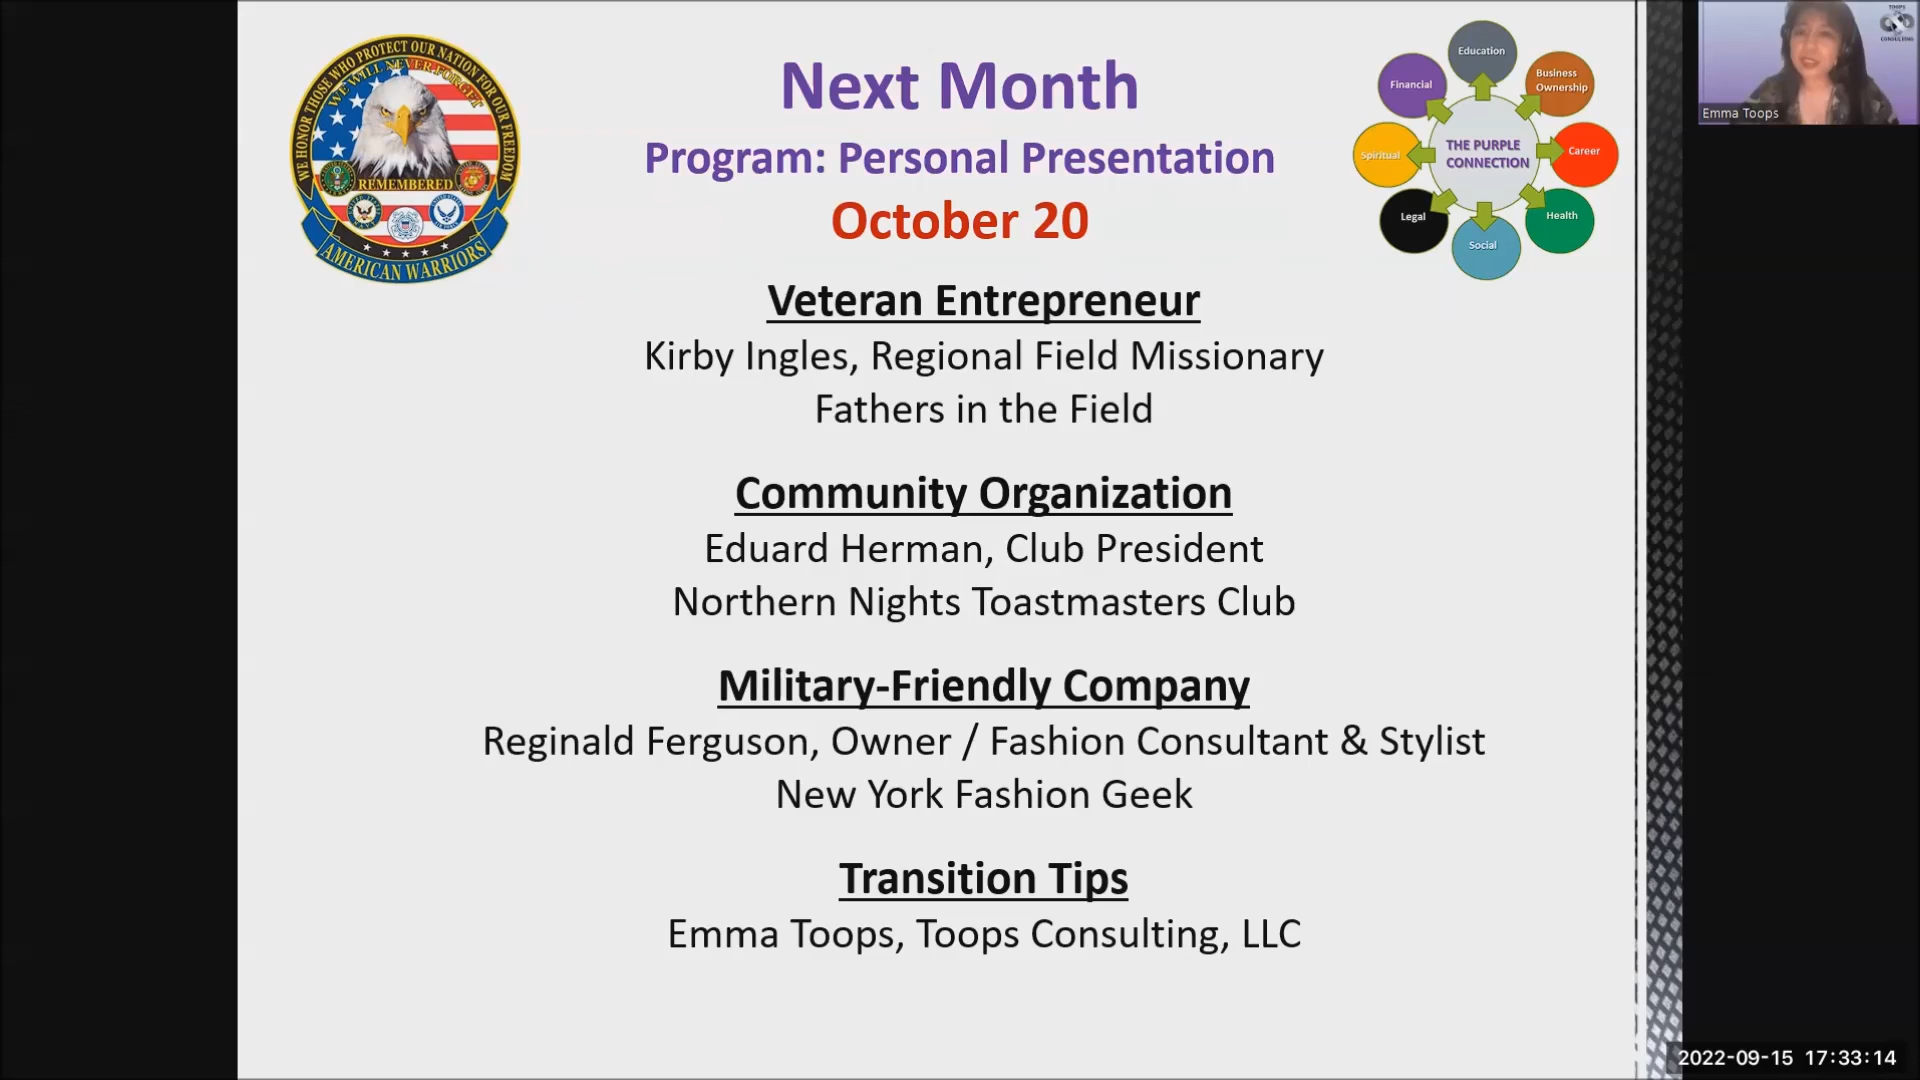 WE HONOR THOSE WHO PROTECT OUR NATION FOR OUR FREEDOM
WE WILL NEVER FORGET
REMEMBERED
AMERICAN WARRIORS
Next Month
Program: Personal Presentation
October 20
Education
Financial
Business
Ownership
Spiritual
THE PURPLE
CONNECTION
Career
Legal
Health
Social
TOOPS
CONSULTING
Emma Toops
Veteran Entrepreneur
Kirby Ingles, Regional Field Missionary
Fathers in the Field
Community Organization
Eduard Herman, Club President
Northern Nights Toastmasters Club
Military-Friendly Company
Reginald Ferguson, Owner / Fashion Consultant & Stylist
New York Fashion Geek
Transition Tips
Emma Toops, Toops Consulting, LLC
2022-09-15 17:33:14